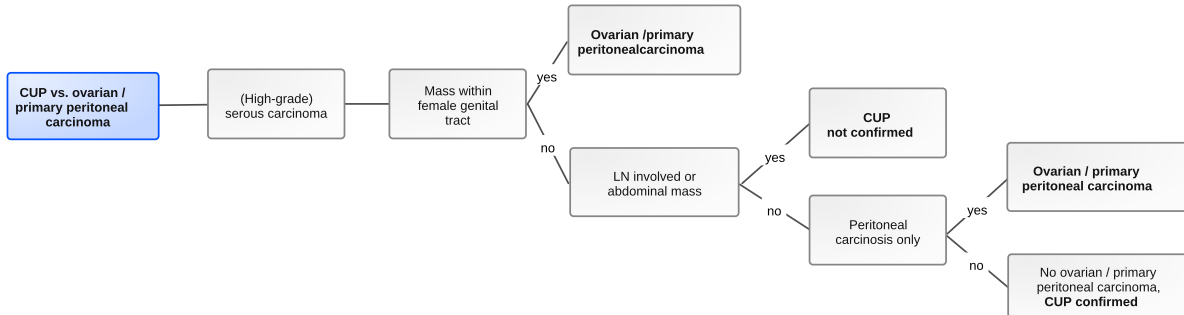 CUP vs. ovarian /
primary peritoneal
carcinoma
(High-grade)
serous carcinoma
Mass within
female genital
tract
yes
no
Ovarian /primary
peritonealcarcinoma
LN involved or
abdominal mass
yes
no
CUP
not confirmed
Peritoneal
carcinosis only
yes
no
Ovarian / primary
peritoneal carcinoma
No ovarian / primary
peritoneal carcinoma,
CUP confirmed